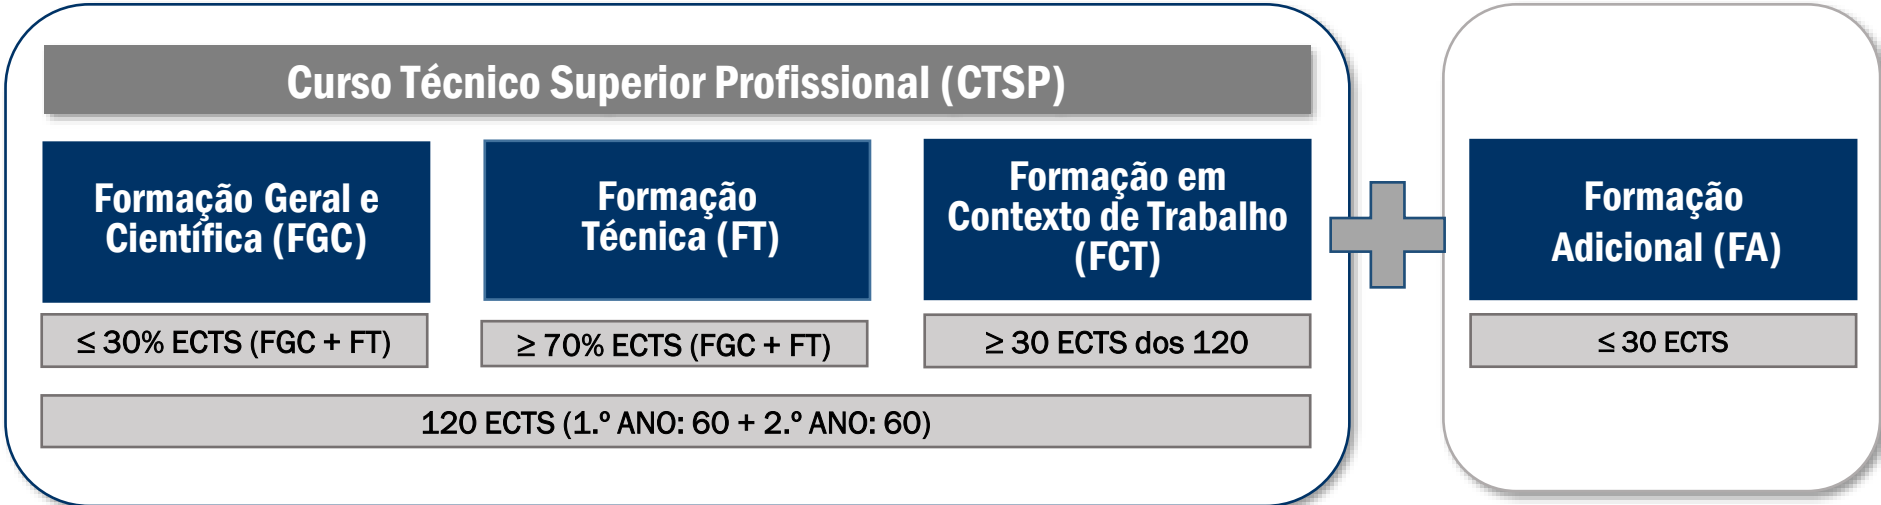 Curso Técnico Superior Profissional (CTSP)
Formação Geral e
Científica (FGC)
≤ 30% ECTS (FGC + FT)
Formação
Técnica (FT)
≥ 70% ECTS (FGC + FT)
Formação em
Contexto de Trabalho
(FCT)
≥ 30 ECTS dos 120
120 ECTS (1.º ANO: 60 + 2.º ANO: 60)
Formação
Adicional (FA)
≤ 30 ECTS